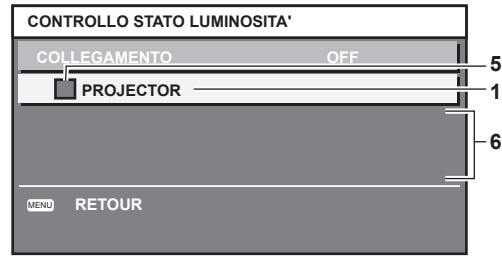 CONTROLLO STATO LUMINOSITA'
COLLEGAMENTO OFF
5
PROJECTOR
1
6
MENU RETOUR